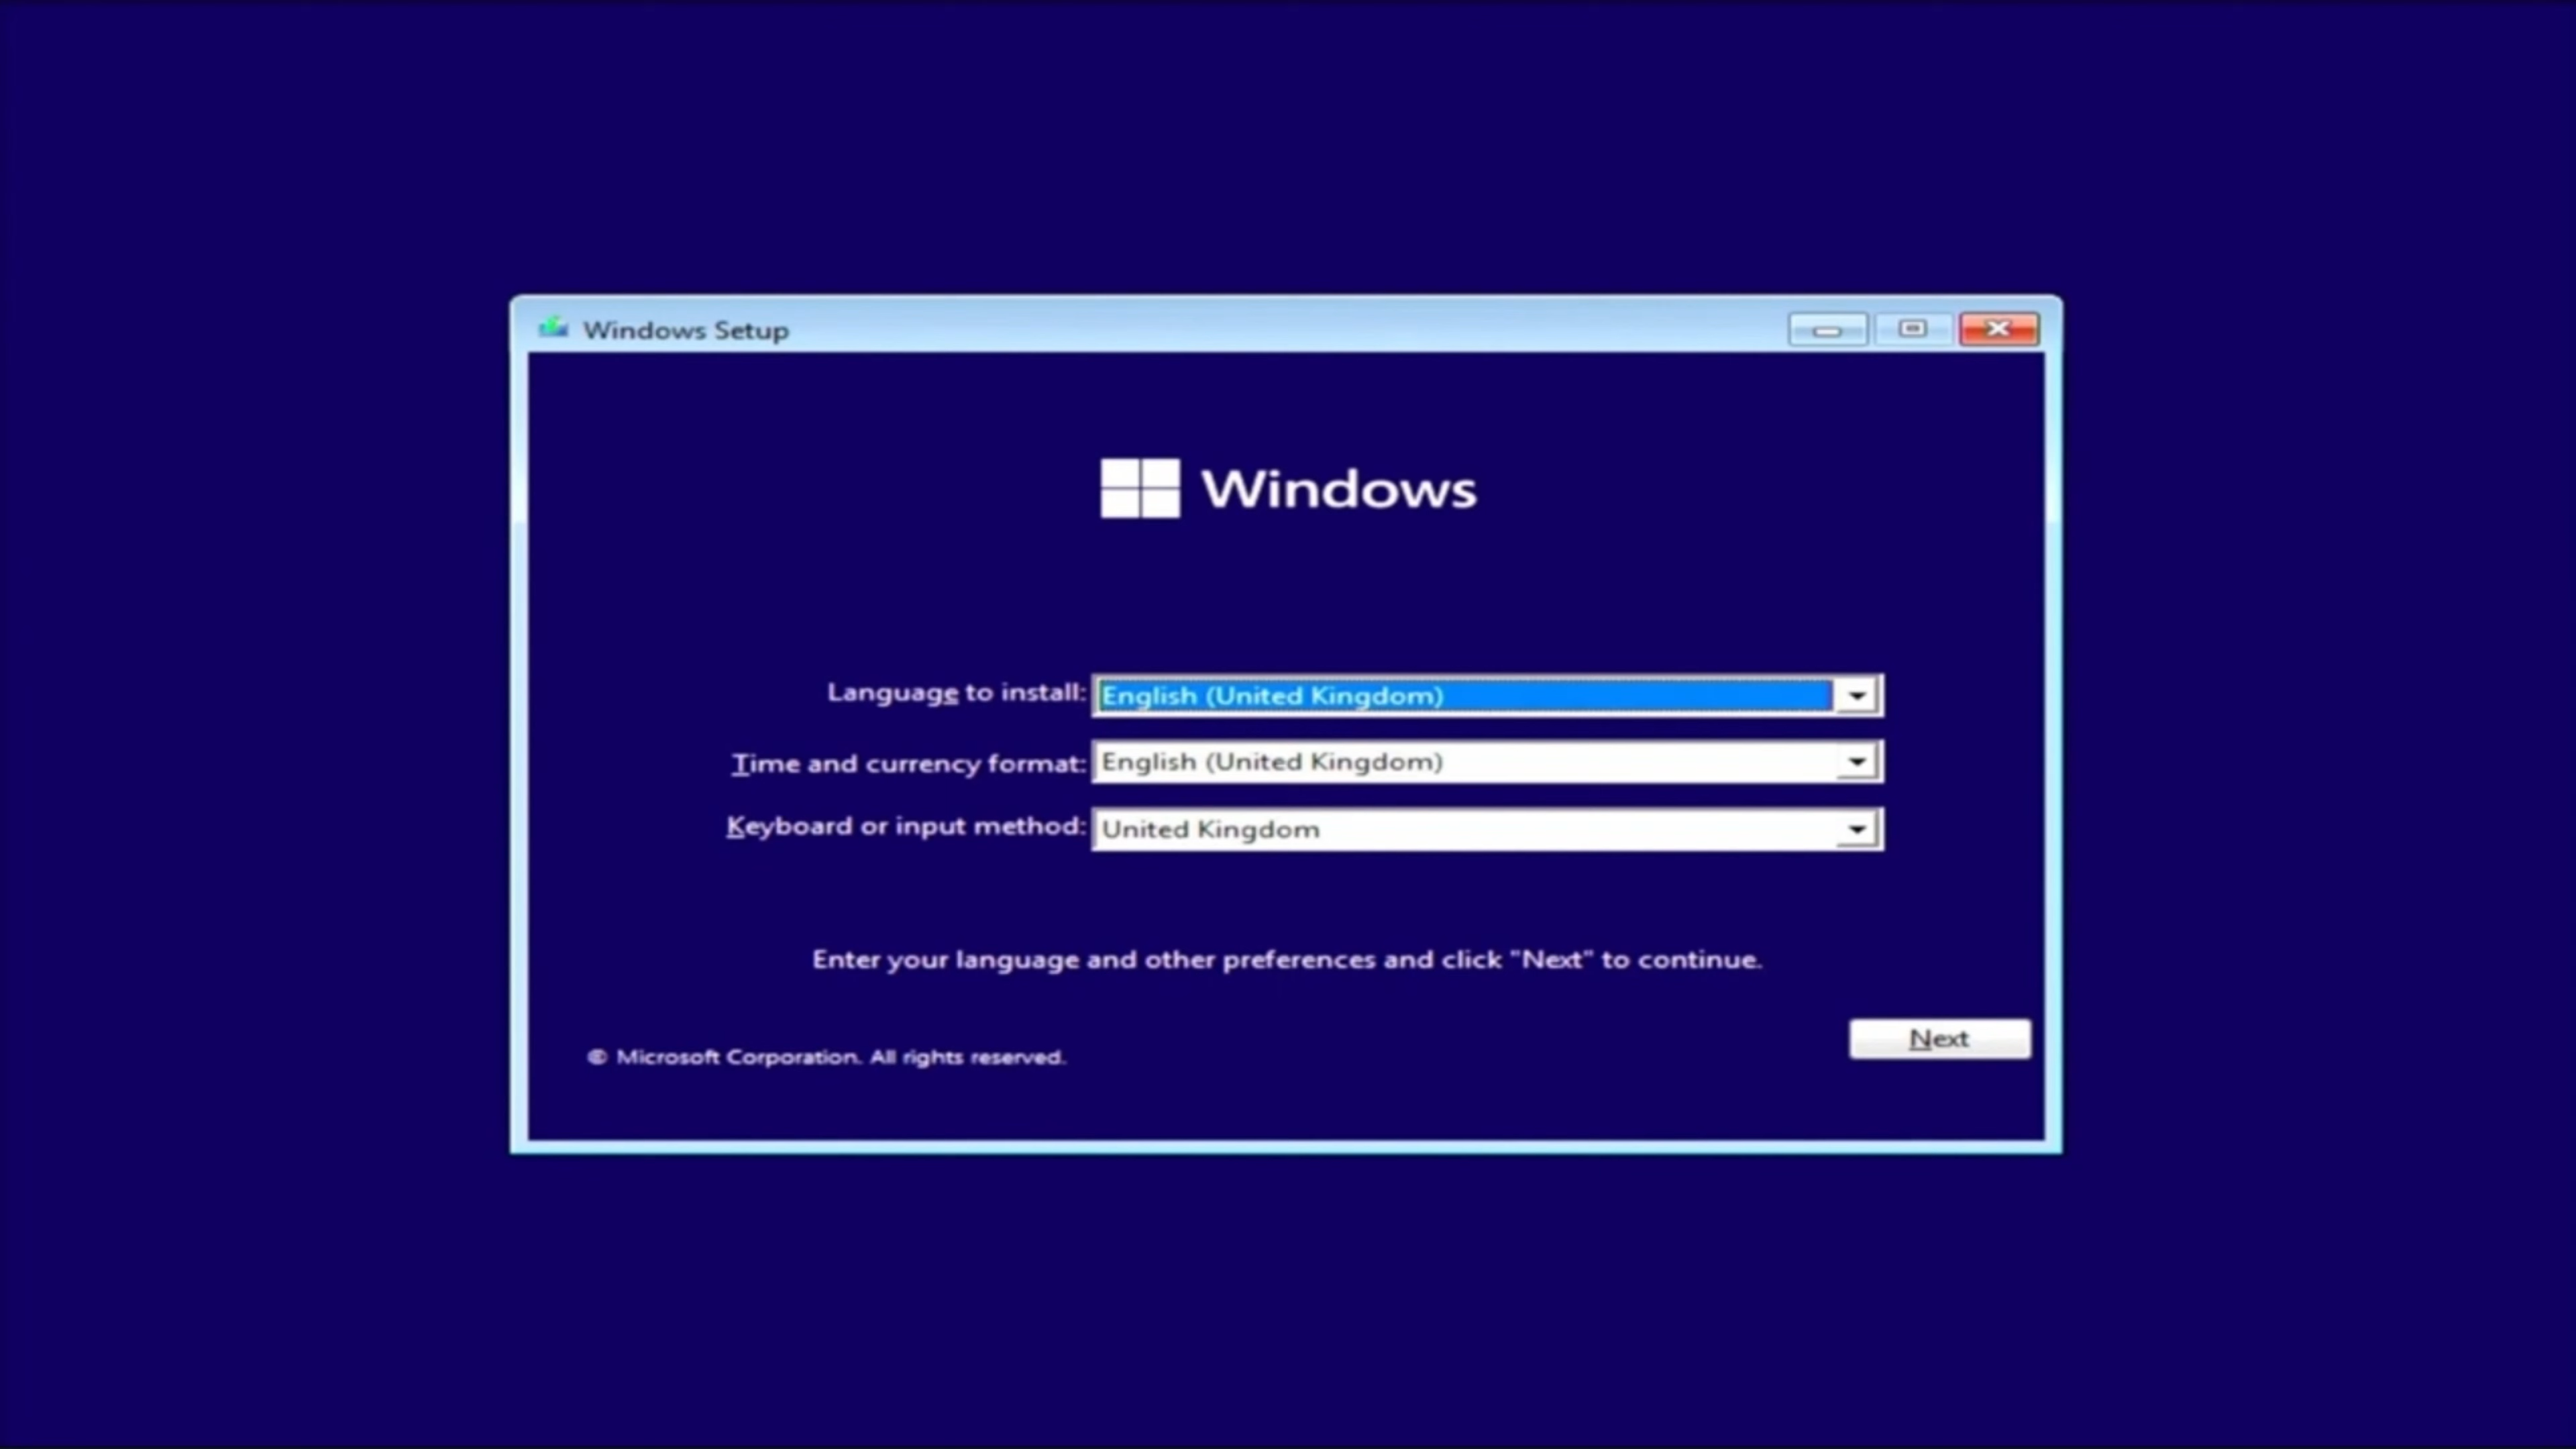 Windows Setup
Windows
Language to install: English (United Kingdom)
Time and currency format: English (United Kingdom)
Keyboard or input method: United Kingdom
Enter your language and other preferences and click "Next" to continue.
Next
© Microsoft Corporation. All rights reserved.